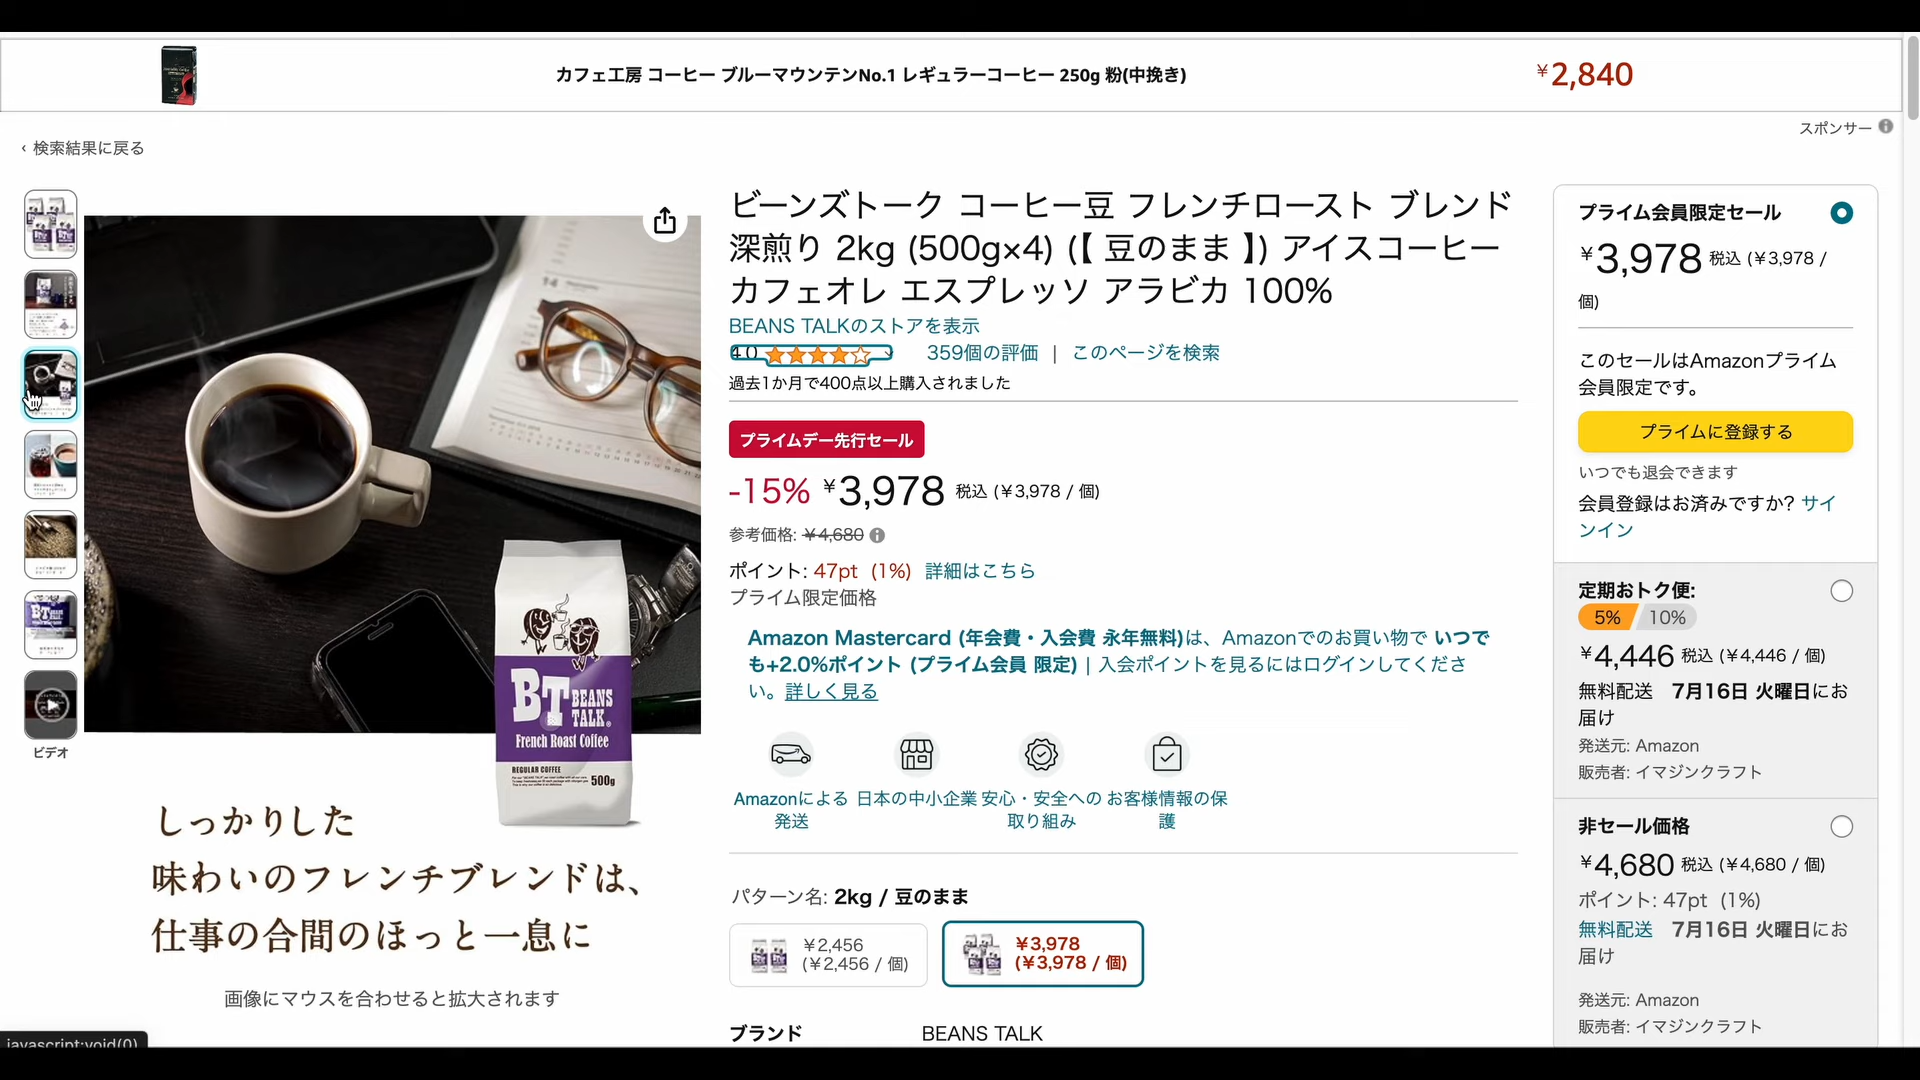 カフェ工房 コーヒー ブルーマウンテンNo.1 レギュラーコーヒー 250g 粉(中挽き)
¥2,840
スポンサー
‹ 検索結果に戻る
ビデオ
BT BEANS TALK®
French Roast Coffee
REGULAR COFFEE
500g
しっかりした
味わいのフレンチブレンドは、
仕事の合間のほっと一息に
画像にマウスを合わせると拡大されます
javascript:void(0)
ビーンズトーク コーヒー豆 フレンチロースト ブレンド
深煎り 2kg (500g×4) (【 豆のまま 】) アイスコーヒー
カフェオレ エスプレッソ アラビカ 100%
BEANS TALKのストアを表示
4.0 359個の評価 | このページを検索
過去1か月で400点以上購入されました
プライムデー先行セール
-15% ¥3,978 税込 (¥3,978 / 個)
参考価格: ¥4,680
ポイント: 47pt (1%) 詳細はこちら
プライム限定価格
Amazon Mastercard (年会費・入会費 永年無料)は、Amazonでのお買い物で いつで
も+2.0%ポイント (プライム会員 限定) | 入会ポイントを見るにはログインしてくださ
い。詳しく見る
Amazonによる
発送
日本の中小企業
安心・安全への
取り組み
お客様情報の保
護
パターン名: 2kg / 豆のまま
¥2,456
(¥2,456 / 個)
¥3,978
(¥3,978 / 個)
ブランド BEANS TALK
プライム会員限定セール
¥3,978 税込 (¥3,978 /
個)
このセールはAmazonプライム
会員限定です。
プライムに登録する
いつでも退会できます
会員登録はお済みですか? サイ
ンイン
定期おトク便:
5% 10%
¥4,446 税込 (¥4,446 / 個)
無料配送 7月16日 火曜日にお
届け
発送元: Amazon
販売者: イマジンクラフト
非セール価格
¥4,680 税込 (¥4,680 / 個)
ポイント: 47pt (1%)
無料配送 7月16日 火曜日にお
届け
発送元: Amazon
販売者: イマジンクラフト